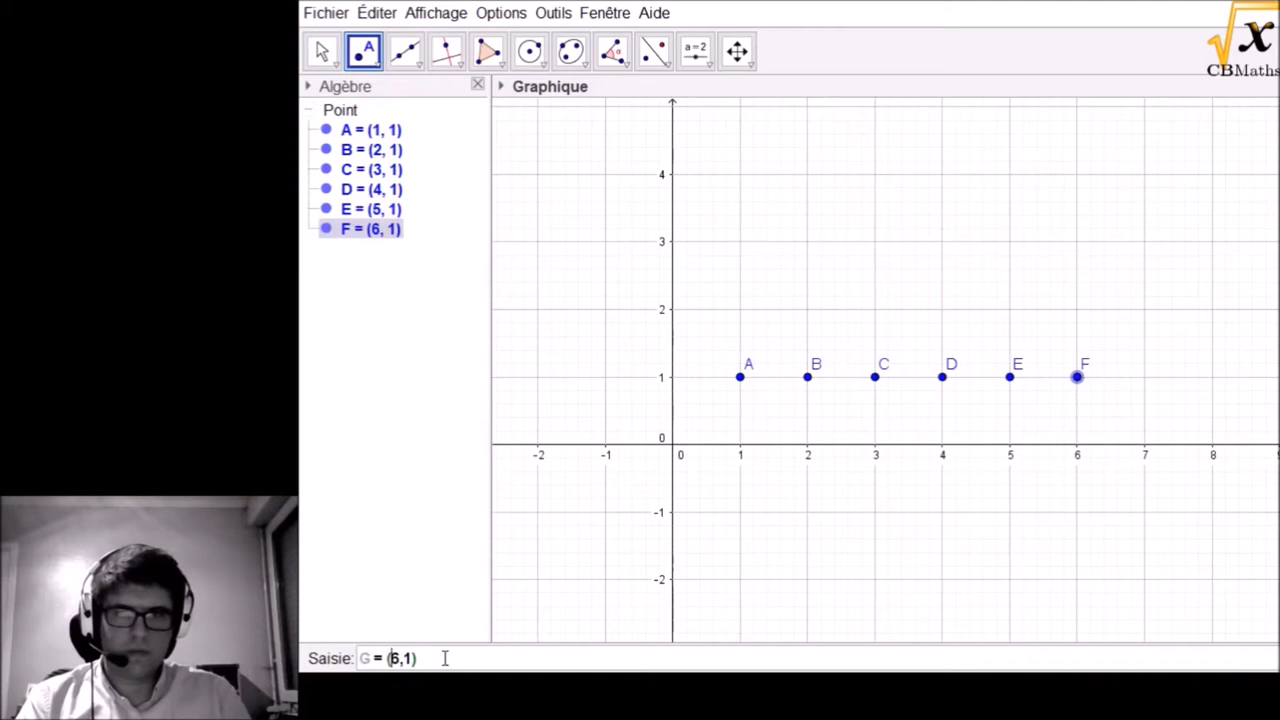 Fichier Éditer Affichage Options Outils Fenêtre Aide
A
α
a=2
x
CBMaths
Algèbre
Graphique
Point
A = (1, 1)
B = (2, 1)
C = (3, 1)
D = (4, 1)
E = (5, 1)
F = (6, 1)
4
3
2
A B C D E F
1
0
-2 -1 0 1 2 3 4 5 6 7 8
-1
-2
Saisie: G = (6,1)